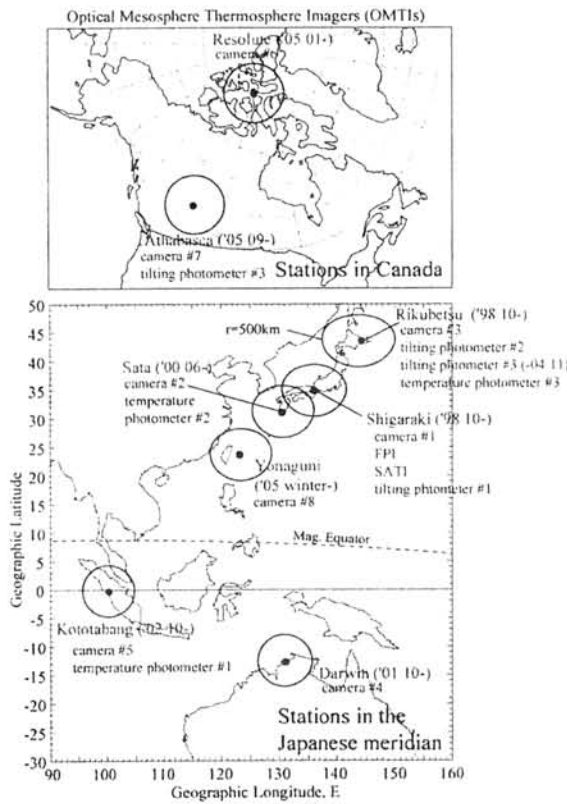 Optical Mesosphere Thermosphere Imagers (OMTIs)
Resolute ('05 01-)
camera #6
Athabasca ('05 09-)
camera #7
tilting photometer #3
Stations in Canada
Rikubetsu ('98 10-)
camera #3
tilting photometer #2
tilting photometer #3 (-04 11)
temperature photometer #3
r=500km
Sata ('00 06-)
camera #2
temperature
photometer #2
Shigaraki ('98 10-)
camera #1
FPI
SATI
tilting phtometer #1
Yonaguni
('05 winter-)
camera #8
Mag. Equator
Kototabang ('02 10-)
camera #5
temperature photometer #1
Darwin ('01 10-)
camera #4
Stations in the
Japanese meridian
Geographic Latitude
50
45
40
35
30
25
20
15
10
5
0
-5
-10
-15
-20
-25
-30
90 100 110 120 130 140 150 160
Geographic Longitude, E